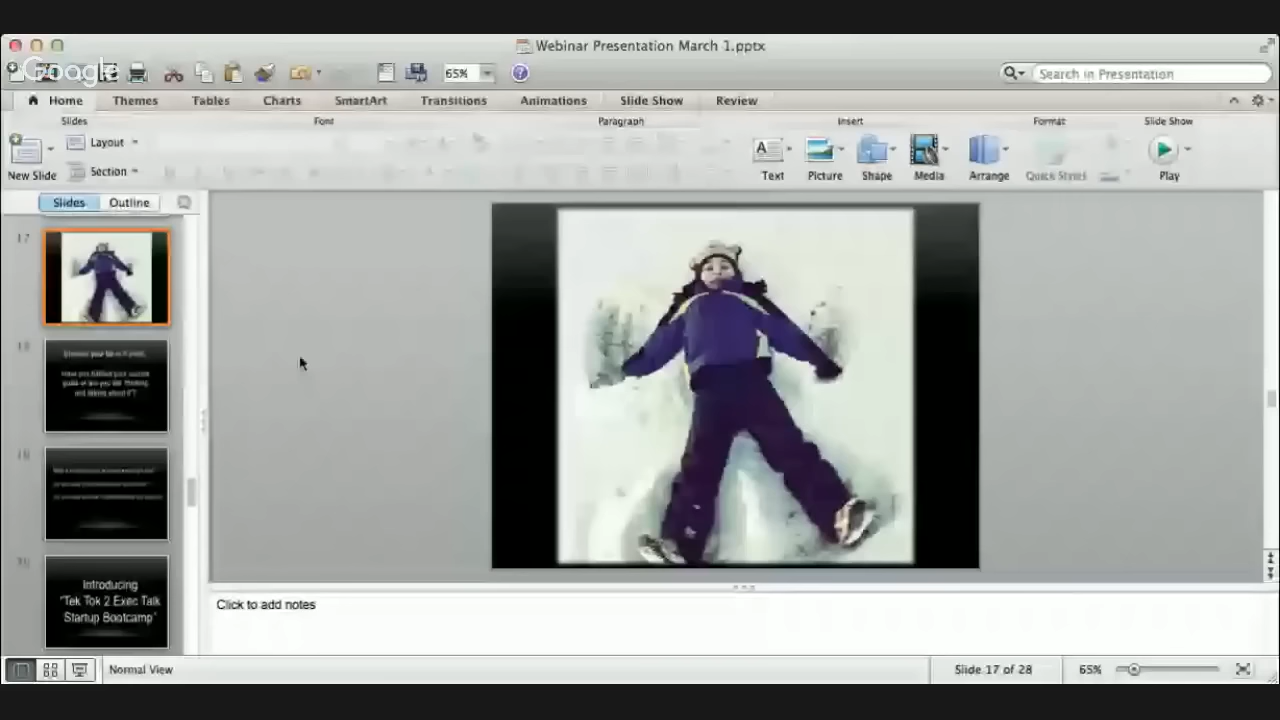 Webinar Presentation March 1.pptx
Google
65%
Search in Presentation
Home Themes Tables Charts SmartArt Transitions Animations Slide Show Review
Slides Font Paragraph Insert Format Slide Show
Layout
New Slide Section
Text Picture Shape Media Arrange Quick Styles Play
Slides Outline
17
Introducing
"Tek Tok 2 Exec Talk
Startup Bootcamp"
Click to add notes
Normal View Slide 17 of 28 65%